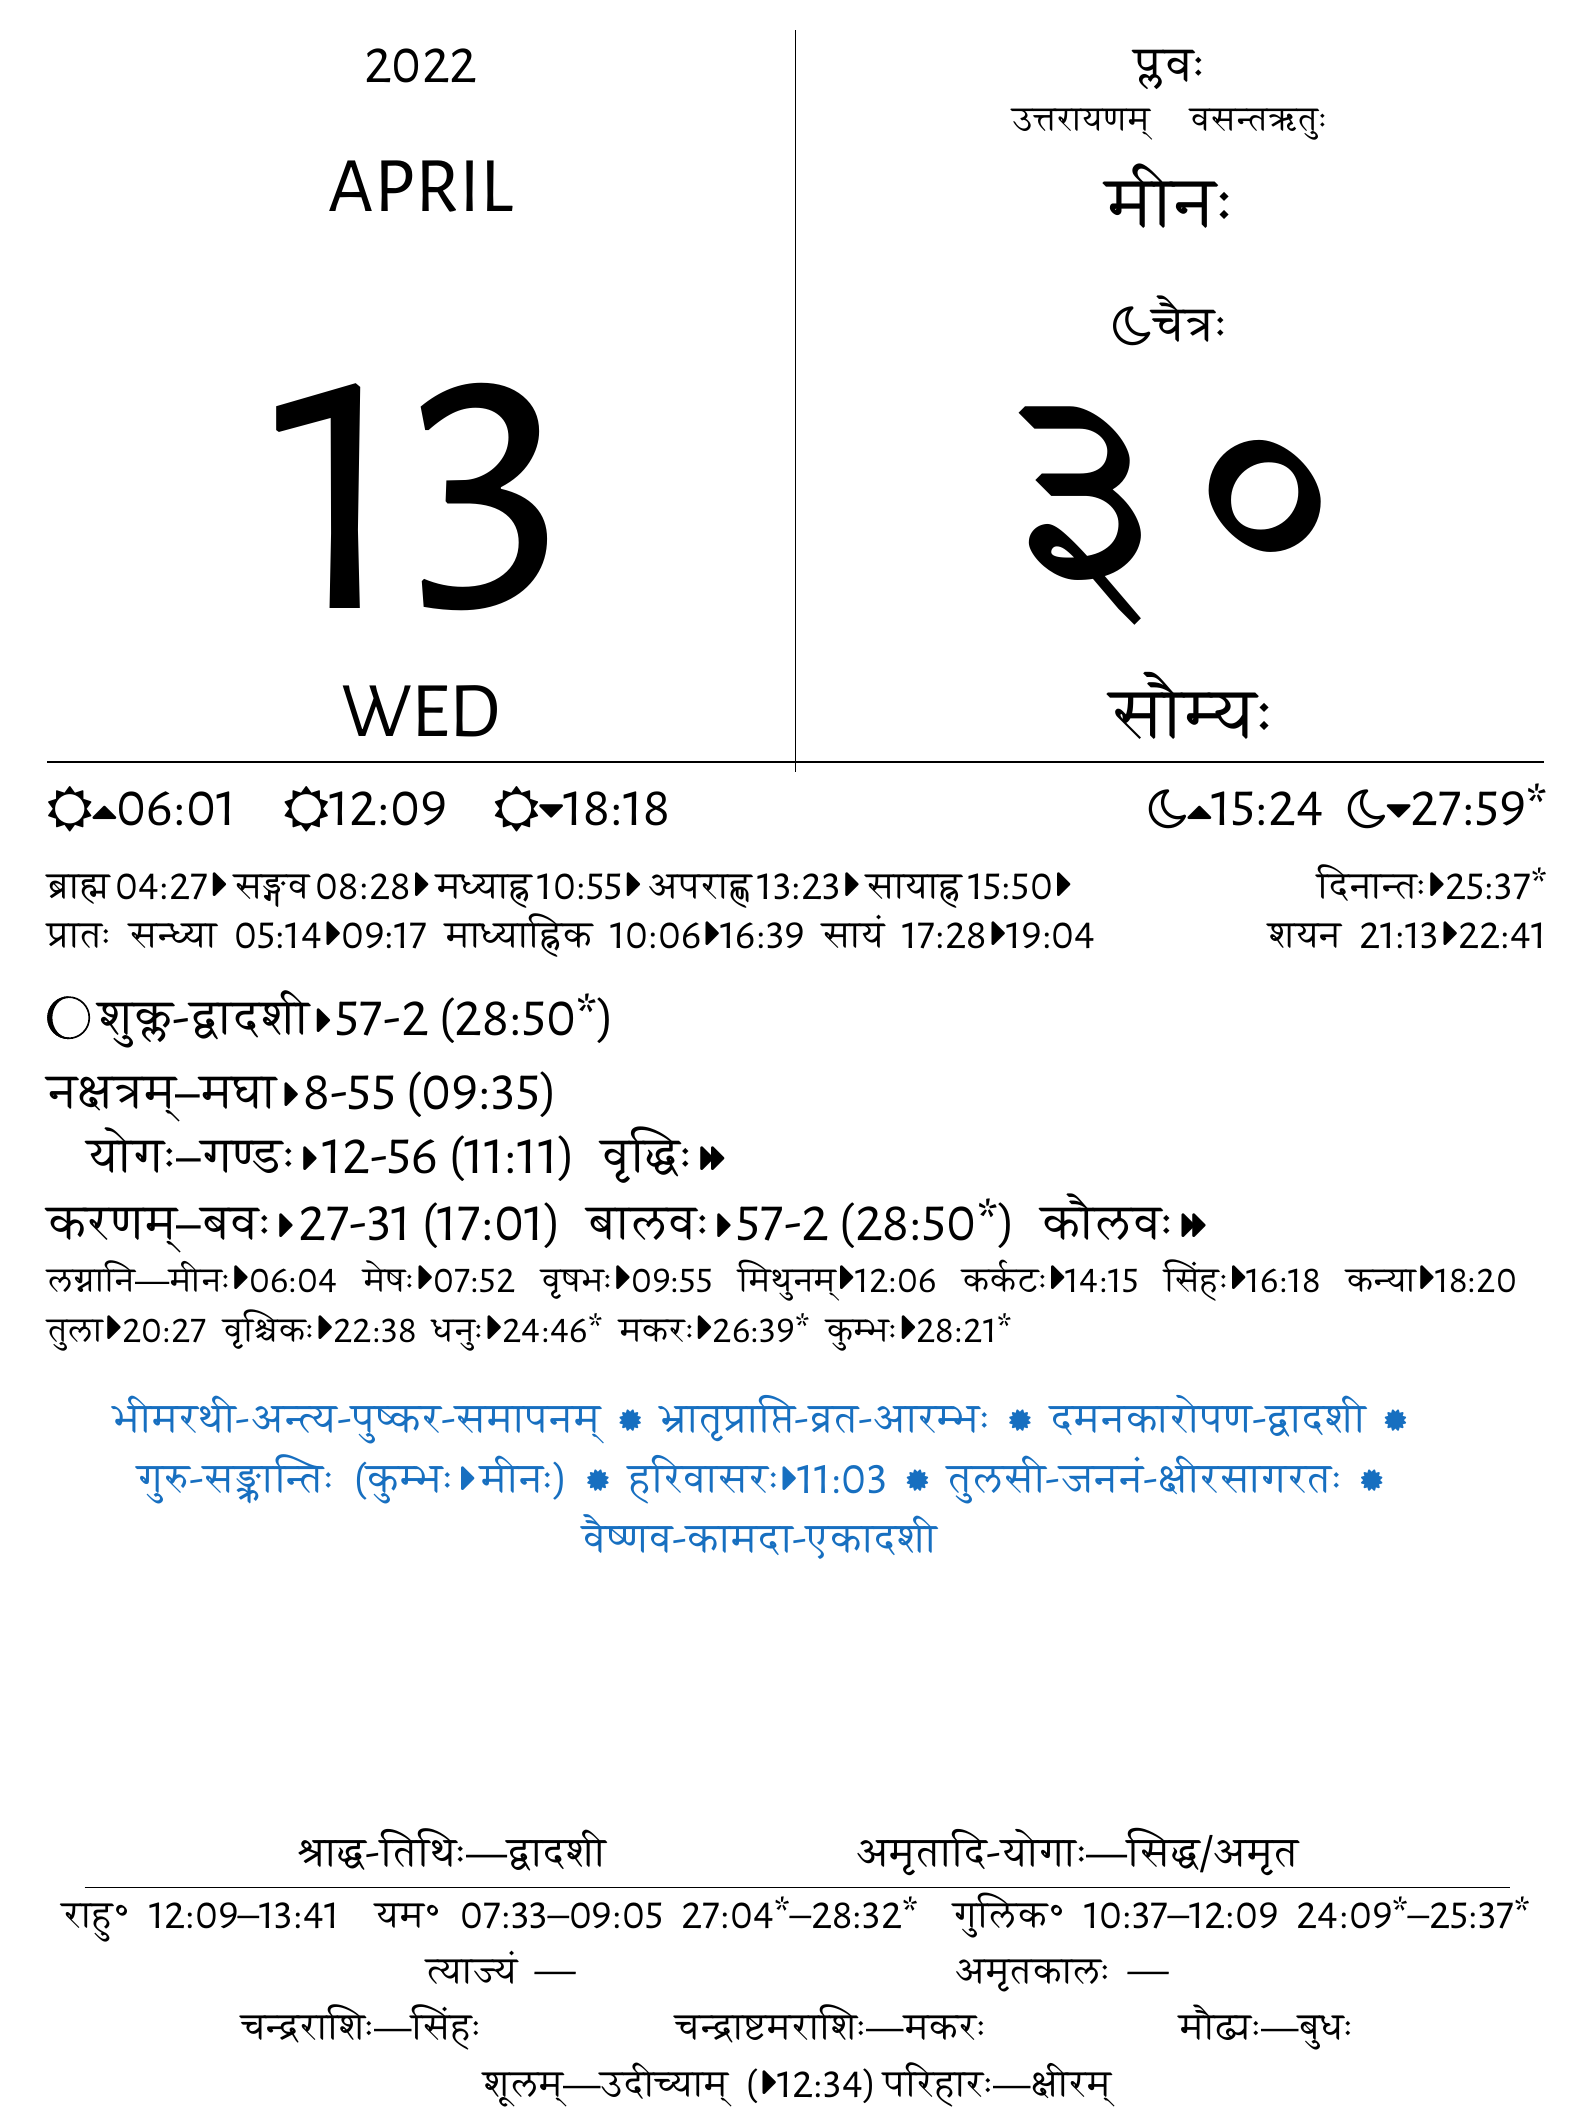 2022
APRIL
13
WED
प्लवः
उत्तरायणम् वसन्तऋतुः
मीनः
चैत्रः
३०
सौम्यः
06:01 12:09 18:18 15:24 27:59*
ब्राह्म 04:27 सङ्गव 08:28 मध्याह्न 10:55 अपराह्ण 13:23 सायाह्न 15:50 दिनान्तः 25:37*
प्रातः सन्ध्या 05:14 09:17 माध्याह्निक 10:06 16:39 सायं 17:28 19:04 शयन 21:13 22:41
शुक्ल-द्वादशी 57-2 (28:50*)
नक्षत्रम्–मघा 8-55 (09:35)
योगः–गण्डः 12-56 (11:11) वृद्धिः
करणम्–बवः 27-31 (17:01) बालवः 57-2 (28:50*) कौलवः
लग्नानि—मीनः 06:04 मेषः 07:52 वृषभः 09:55 मिथुनम् 12:06 कर्कटः 14:15 सिंहः 16:18 कन्या 18:20
तुला 20:27 वृश्चिकः 22:38 धनुः 24:46* मकरः 26:39* कुम्भः 28:21*
भीमरथी-अन्त्य-पुष्कर-समापनम् भ्रातृप्राप्ति-व्रत-आरम्भः दमनकारोपण-द्वादशी
गुरु-सङ्क्रान्तिः (कुम्भः मीनः) हरिवासरः 11:03 तुलसी-जननं-क्षीरसागरतः
वैष्णव-कामदा-एकादशी
श्राद्ध-तिथिः—द्वादशी अमृतादि-योगाः—सिद्ध/अमृत
राहु॰ 12:09–13:41 यम॰ 07:33–09:05 27:04*–28:32* गुलिक॰ 10:37–12:09 24:09*–25:37*
त्याज्यं — अमृतकालः —
चन्द्रराशिः—सिंहः चन्द्राष्टमराशिः—मकरः मौढ्यः—बुधः
शूलम्—उदीच्याम् (12:34) परिहारः—क्षीरम्